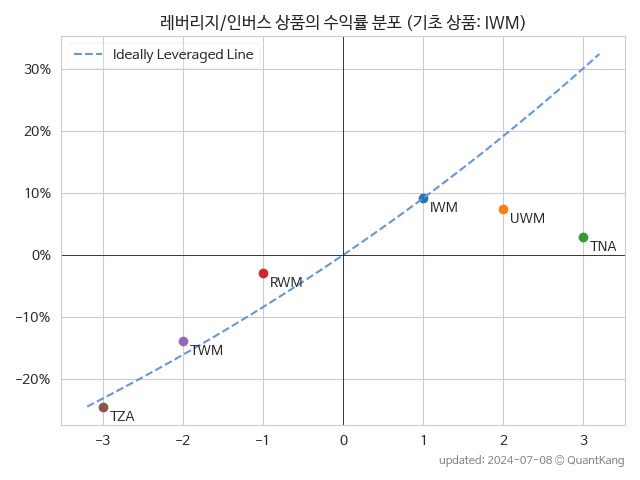 레버리지/인버스 상품의 수익률 분포 (기초 상품: IWM)
Ideally Leveraged Line
30%
20%
10%
0%
−10%
−20%
IWM
UWM
TNA
RWM
TWM
TZA
−3 −2 −1 0 1 2 3
updated: 2024-07-08 © QuantKang